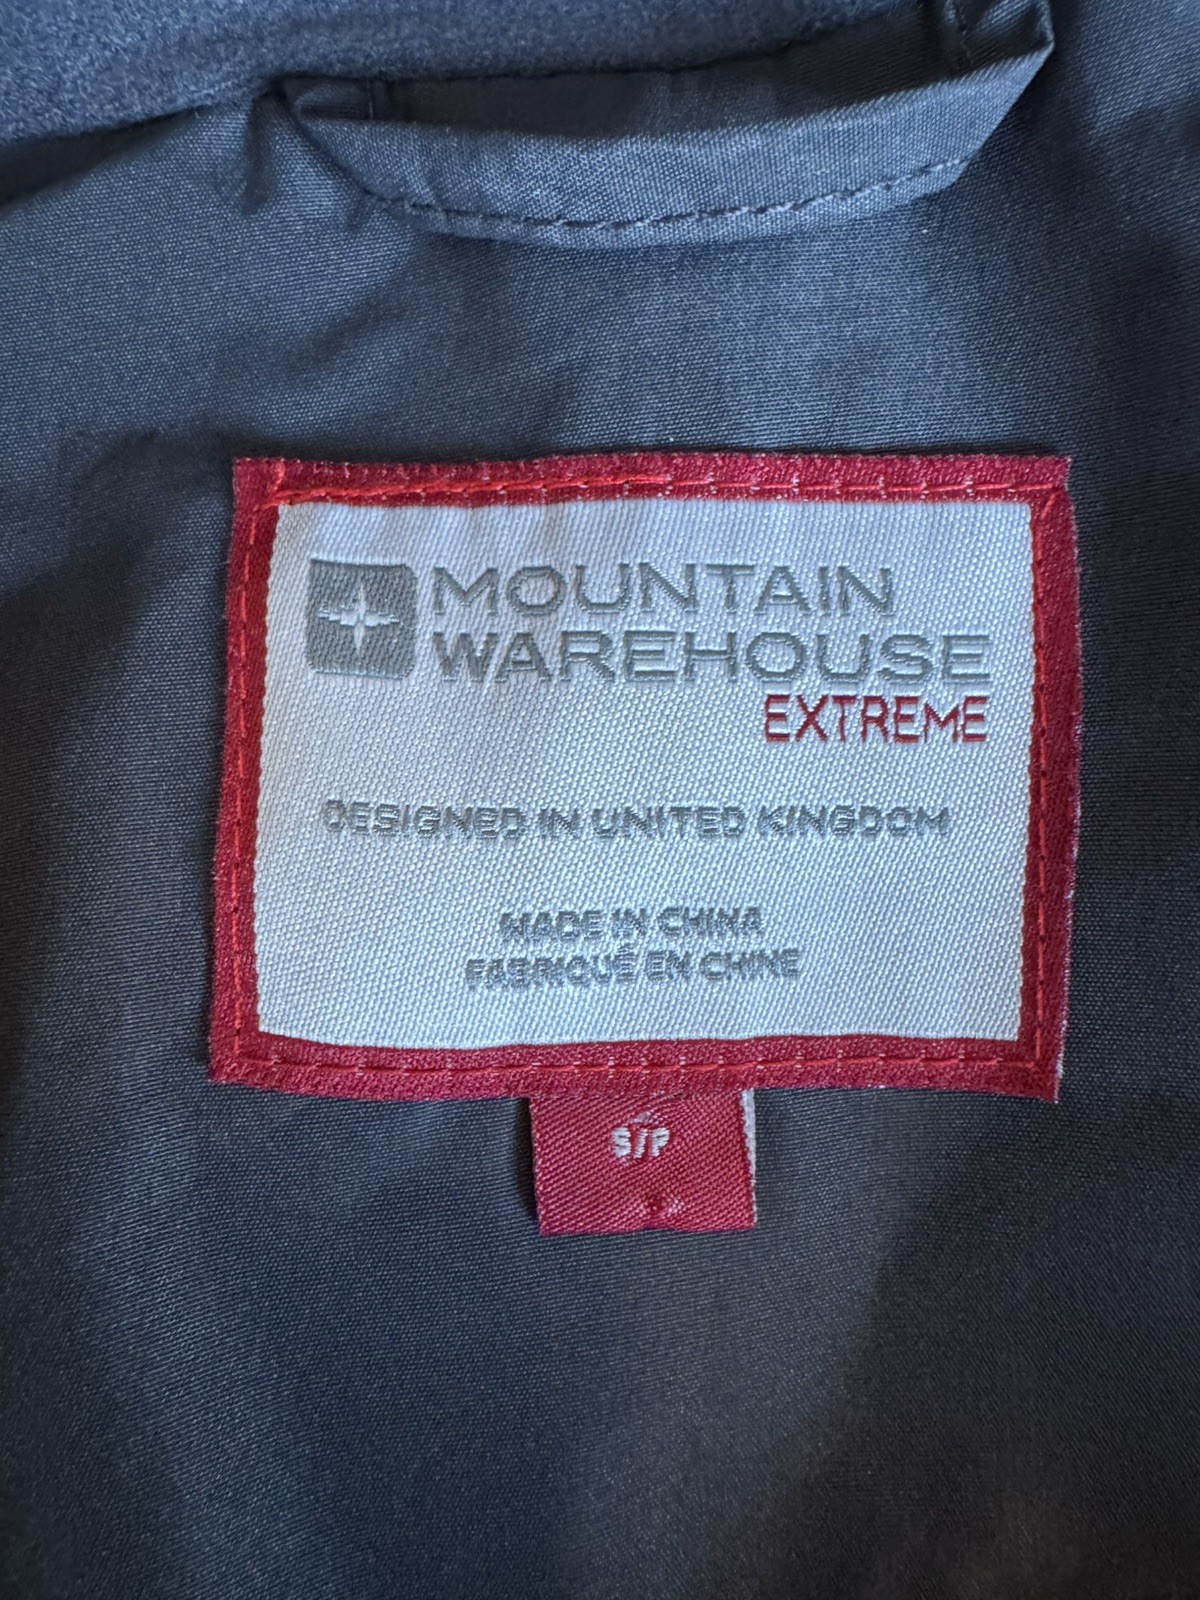 MOUNTAIN
WAREHOUSE
EXTREME
DESIGNED IN UNITED KINGDOM
MADE IN CHINA
FABRIQUÉ EN CHINE
S/P